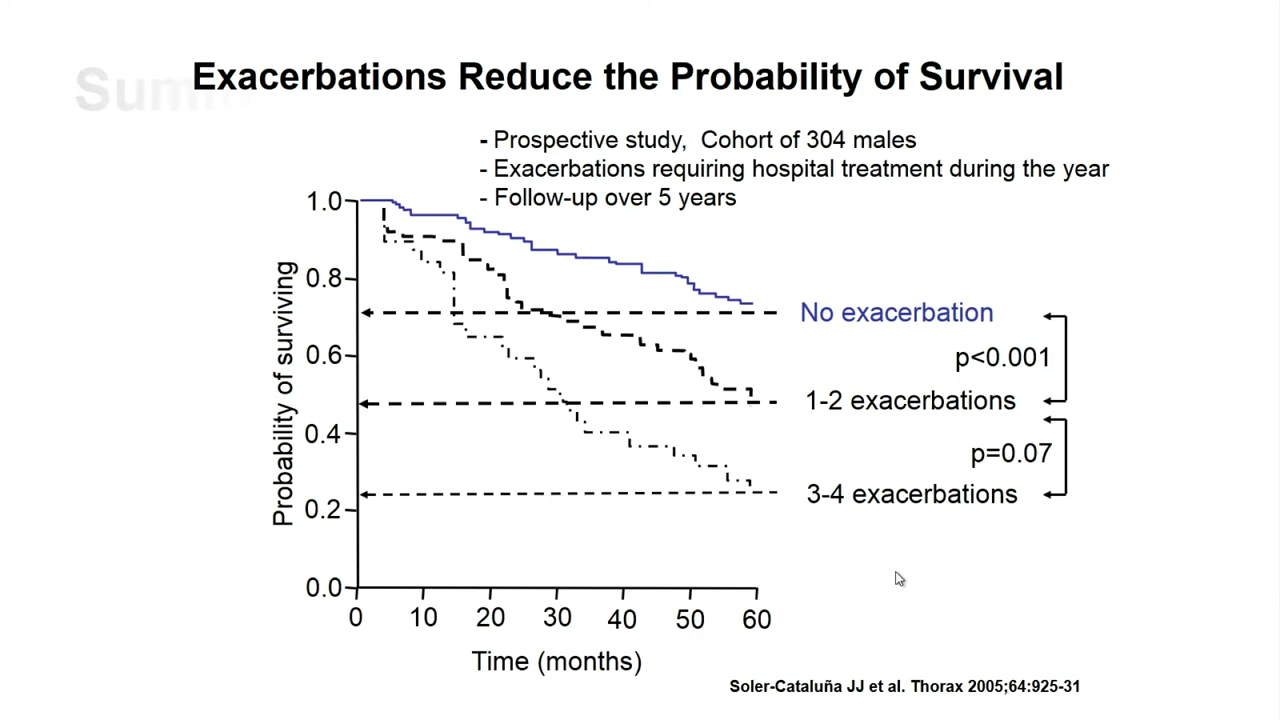 Exacerbations Reduce the Probability of Survival
- Prospective study, Cohort of 304 males
- Exacerbations requiring hospital treatment during the year
- Follow-up over 5 years
Probability of surviving
1.0
0.8
0.6
0.4
0.2
0.0
0 10 20 30 40 50 60
Time (months)
No exacerbation
p<0.001
1-2 exacerbations
p=0.07
3-4 exacerbations
Soler-Cataluña JJ et al. Thorax 2005;64:925-31